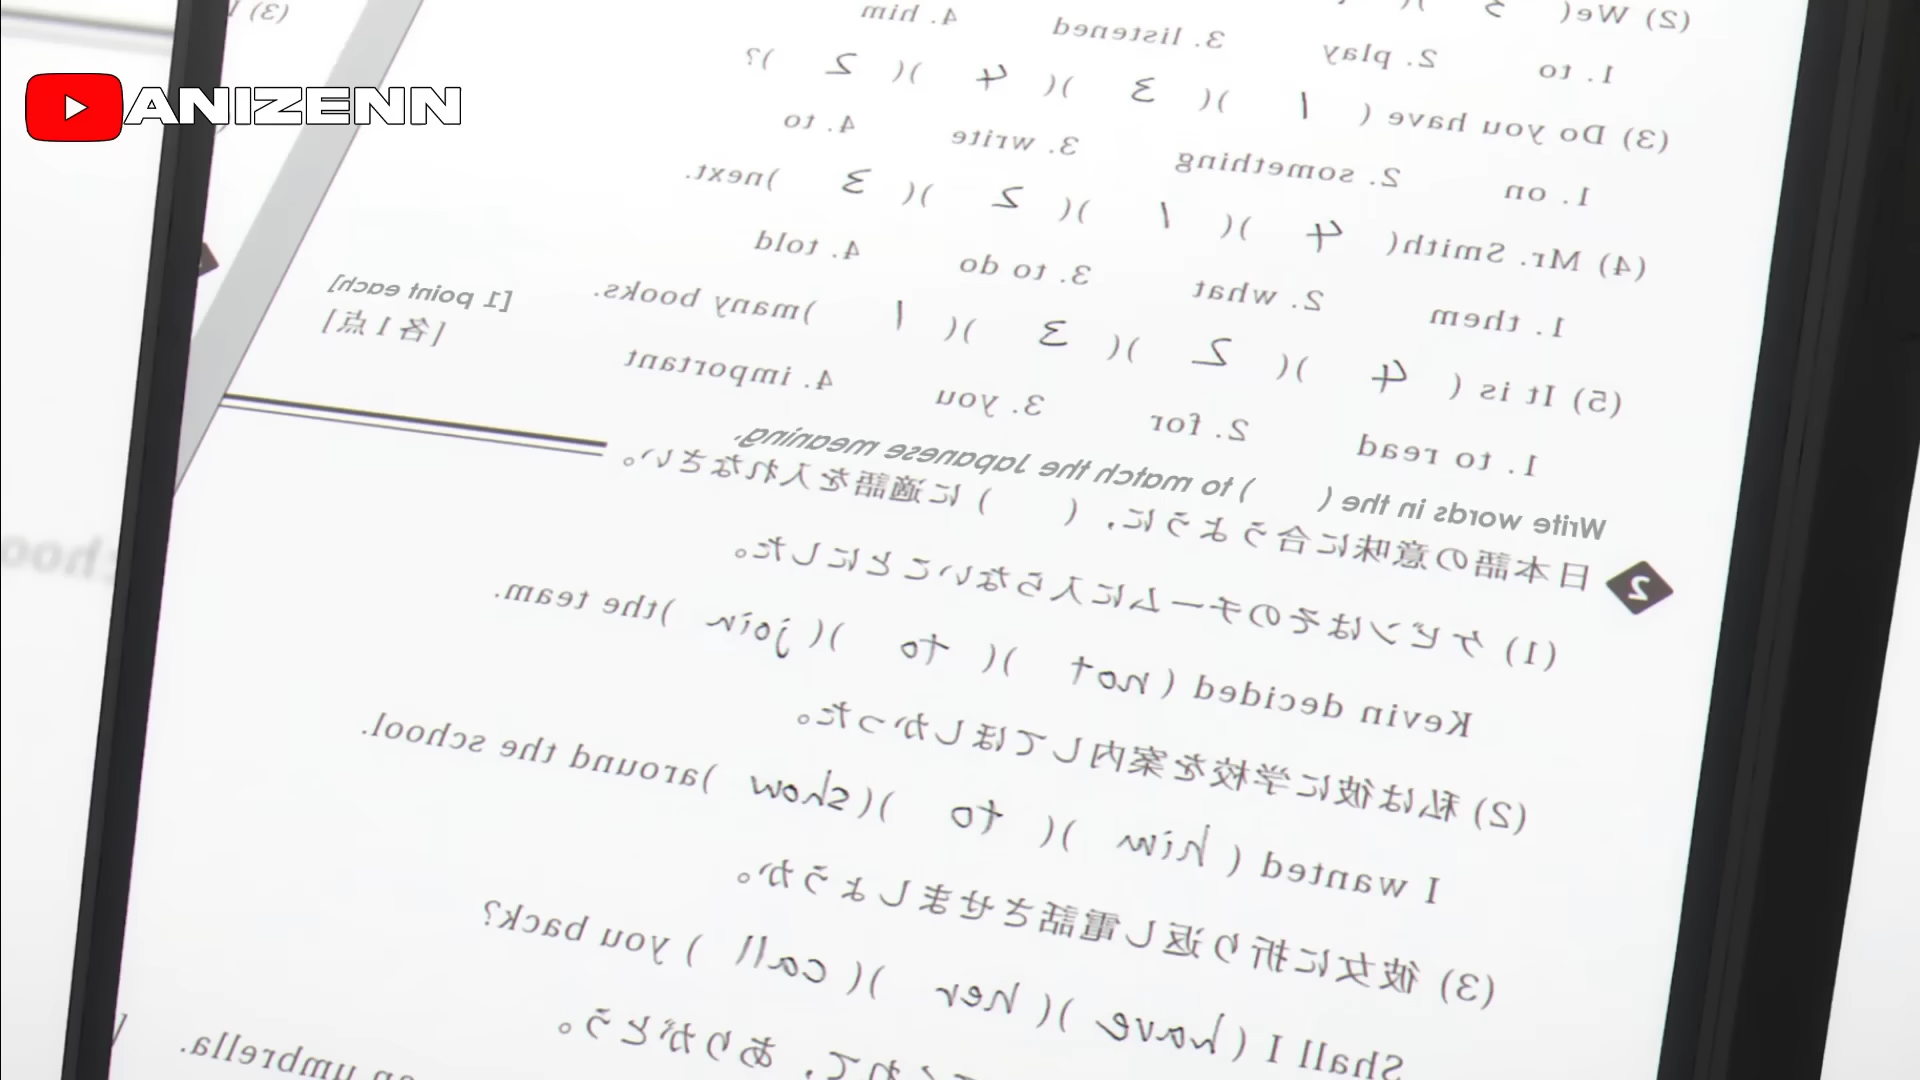 ANIZENN
(3)
(2) We(
1. to 2. play 3. listened 4. him
(3) Do you have ( 1 )( 3 )( 4 )( 2 )?
1. on 2. something 3. write 4. to
(4) Mr. Smith( 4 )( 1 )( 2 )( 3 )next.
1. them 2. what 3. to do 4. told
(5) It is ( 4 )( 2 )( 3 )( 1 )many books.
1. to read 2. for 3. you 4. important
[1 point each]
[各1点]
Write words in the ( ) to match the Japanese meaning.
2 日本語の意味に合うように，（ ）に適語を入れなさい。
(1) ケビンはそのチームに入らないことにした。
Kevin decided ( not )( to )( join )the team.
(2) 私は彼に学校を案内してほしかった。
I wanted ( him )( to )( show )around the school.
(3) 彼女に折り返し電話させましょうか。
Shall I ( have )( her )( call ) you back?
くれて，ありがとう。
an umbrella.